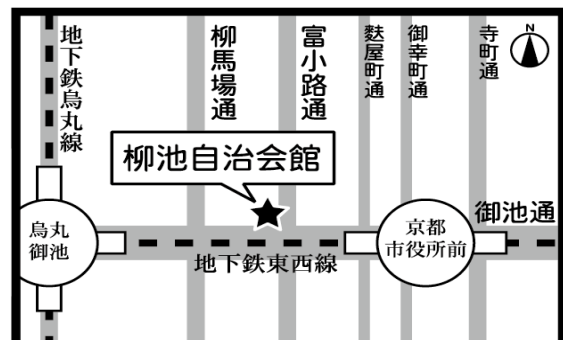 地下鉄烏丸線
柳馬場通
富小路通
麩屋町通
御幸町通
寺町通
N
柳池自治会館
烏丸
御池
京都
市役所前
御池通
地下鉄東西線